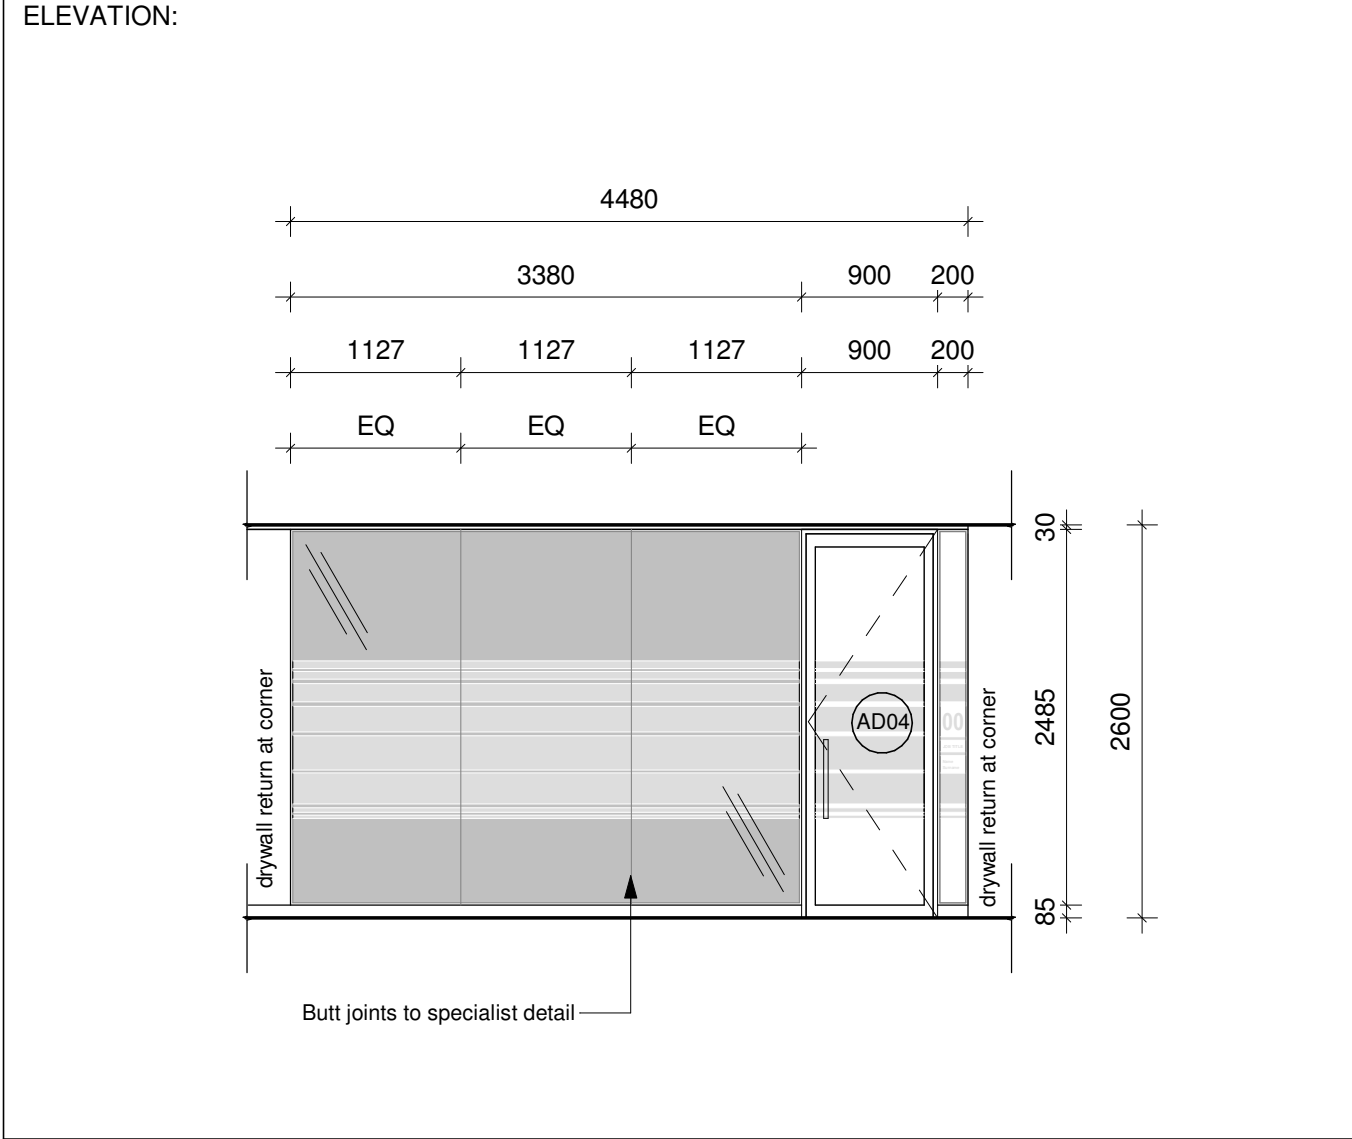 ELEVATION:
4480
3380 900 200
1127 1127 1127 900 200
EQ EQ EQ
30
2485
2600
85
drywall return at corner
AD04
00
drywall return at corner
Butt joints to specialist detail